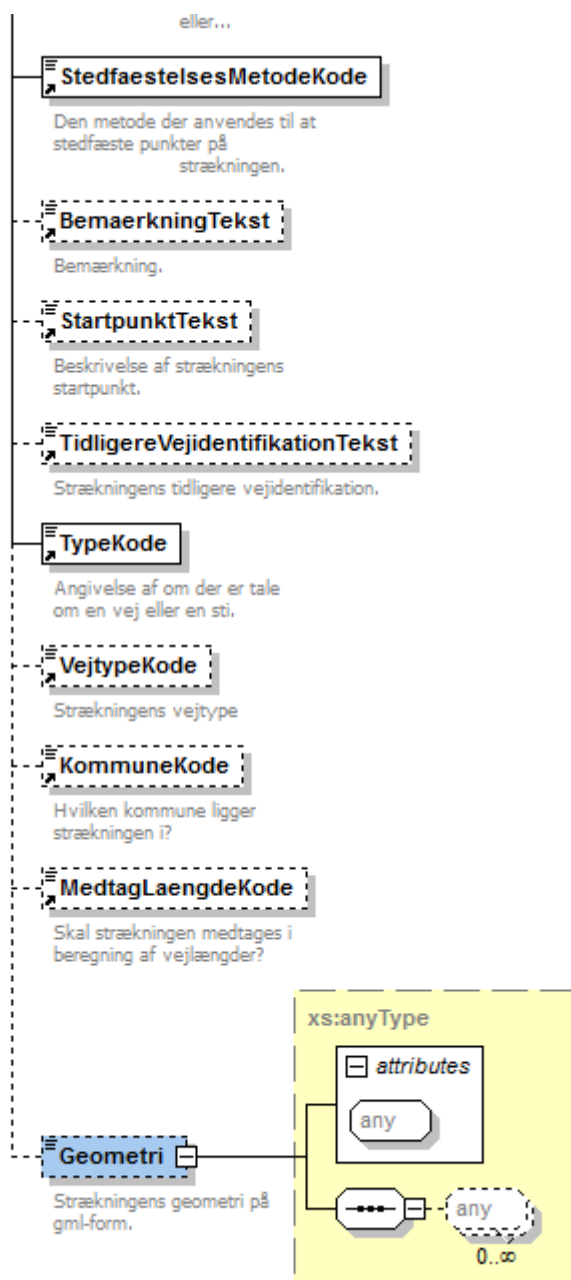 eller...
StedfaestelsesMetodeKode
Den metode der anvendes til at
stedfæste punkter på
strækningen.
BemaerkningTekst
Bemærkning.
StartpunktTekst
Beskrivelse af strækningens
startpunkt.
TidligereVejidentifikationTekst
Strækningens tidligere vejidentifikation.
TypeKode
Angivelse af om der er tale
om en vej eller en sti.
VejtypeKode
Strækningens vejtype
KommuneKode
Hvilken kommune ligger
strækningen i?
MedtagLaengdeKode
Skal strækningen medtages i
beregning af vejlængder?
xs:anyType
attributes
any
Geometri
Strækningens geometri på
gml-form.
any
0..∞